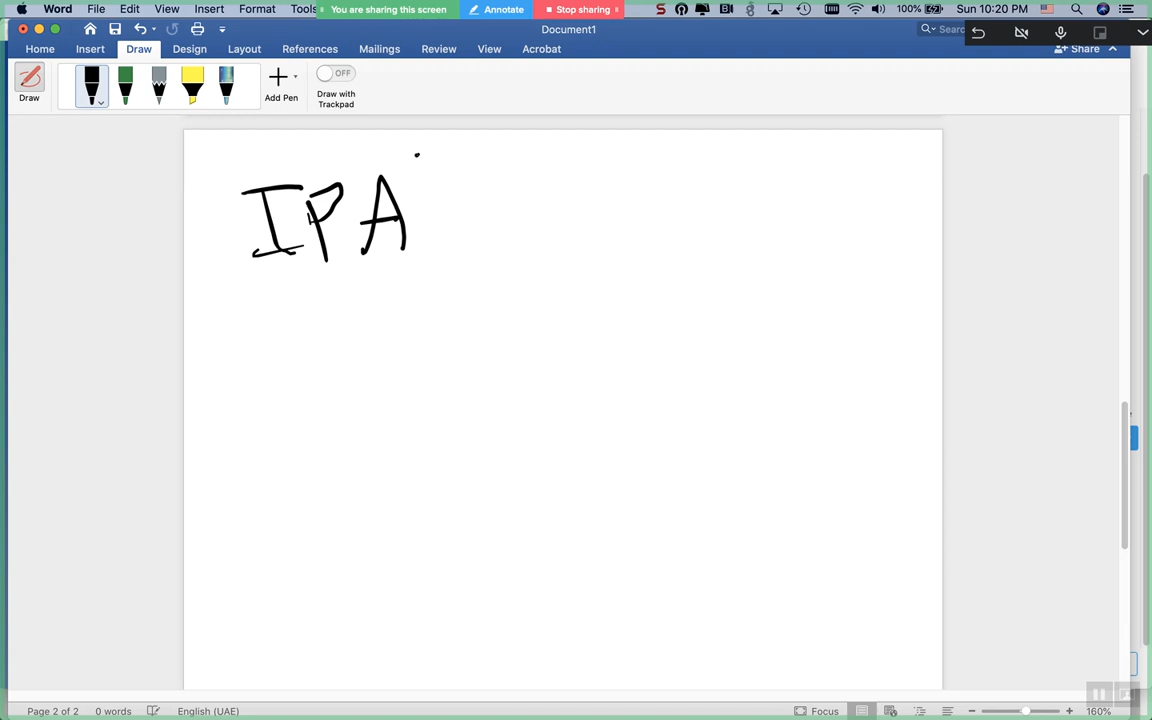 Word File Edit View Insert Format Tools You are sharing this screen Annotate Stop sharing 100% Sun 10:20 PM
Document1
Home Insert Draw Design Layout References Mailings Review View Acrobat Share
Draw Add Pen OFF Draw with Trackpad
IPA
Page 2 of 2 0 words English (UAE) Focus 160%